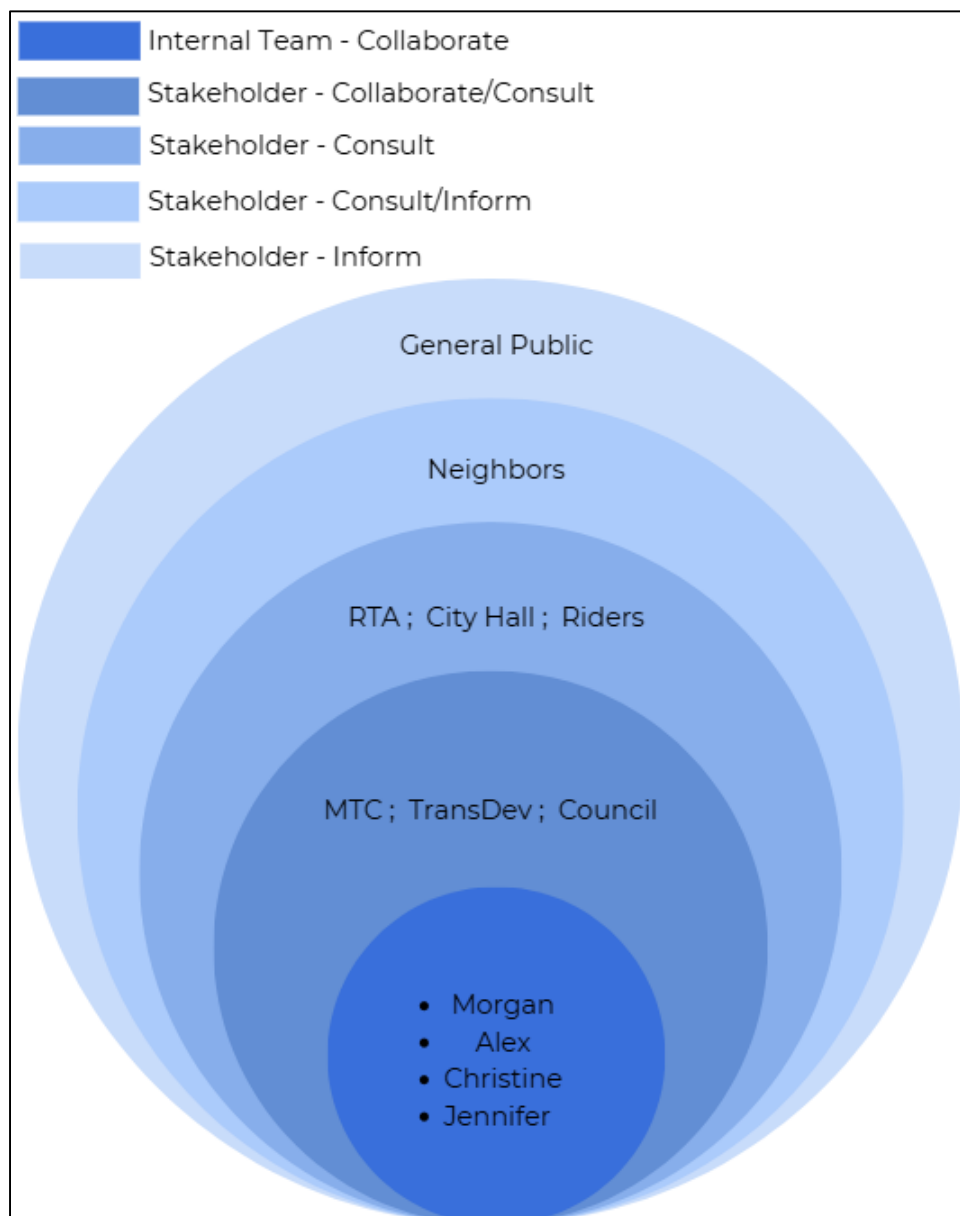 Internal Team - Collaborate
Stakeholder - Collaborate/Consult
Stakeholder - Consult
Stakeholder - Consult/Inform
Stakeholder - Inform
General Public
Neighbors
RTA ; City Hall ; Riders
MTC ; TransDev ; Council
• Morgan
• Alex
• Christine
• Jennifer